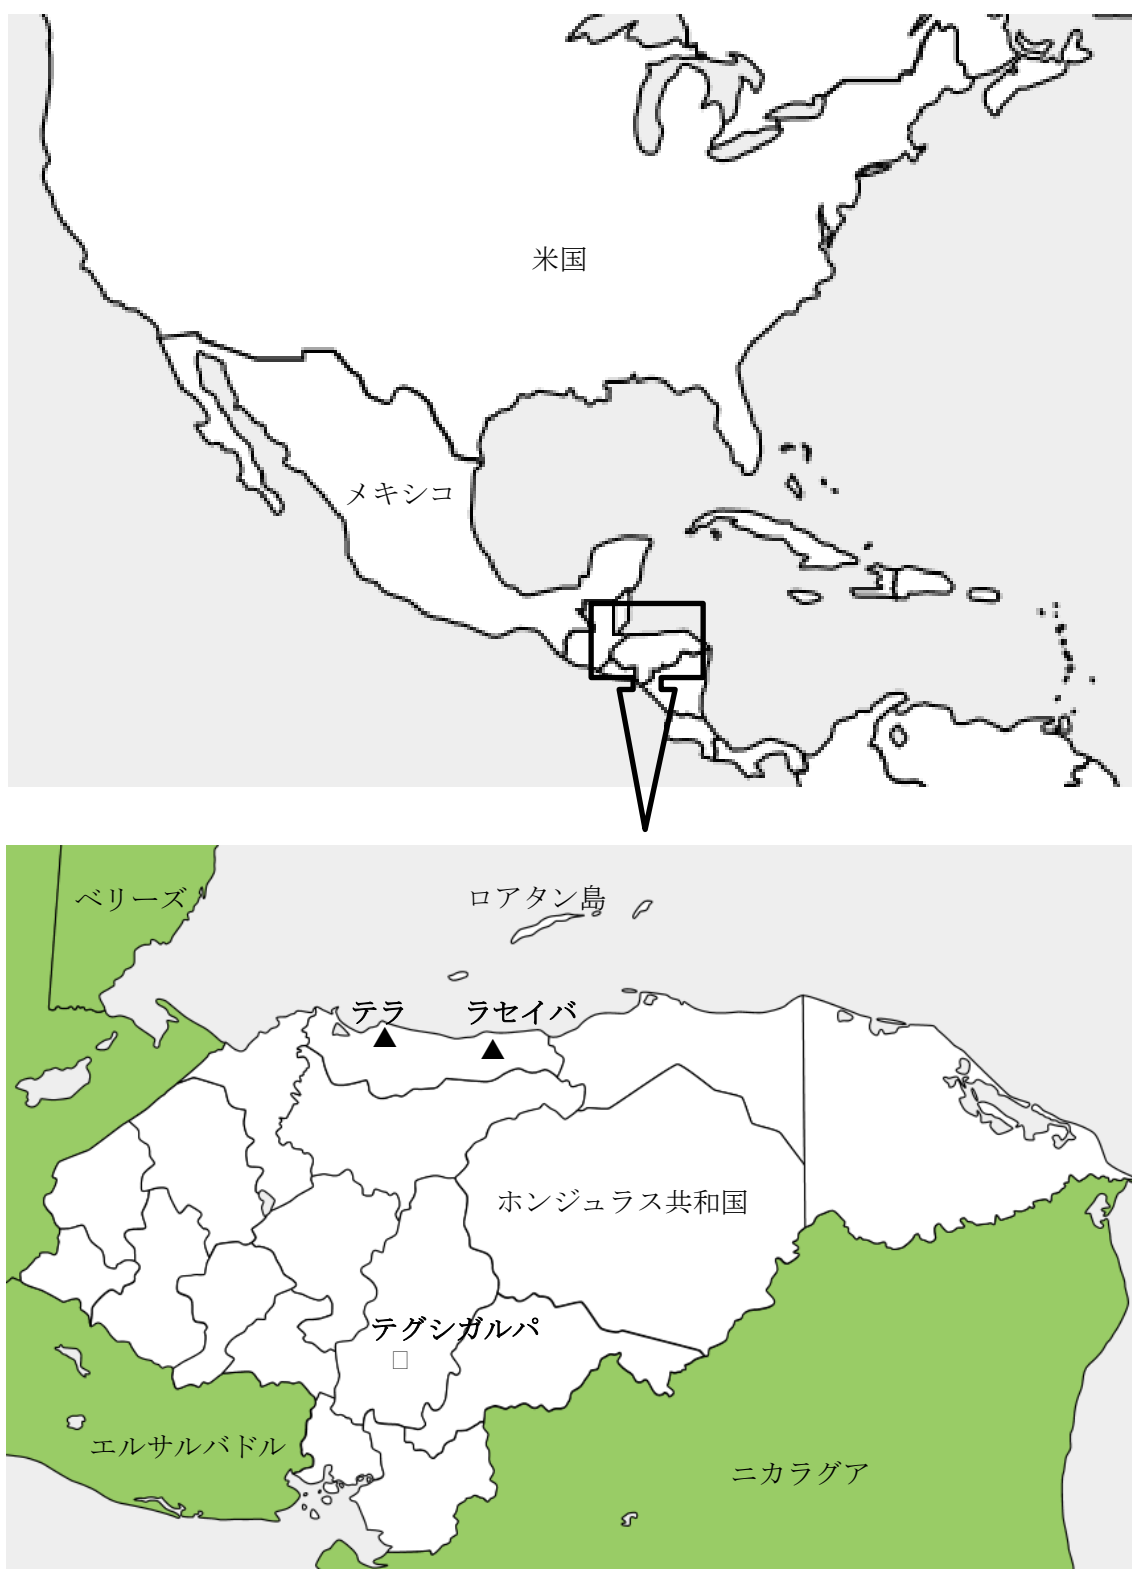 米国
メキシコ
ベリーズ
ロアタン島
テラ
ラセイバ
ホンジュラス共和国
テグシガルパ
エルサルバドル
ニカラグア